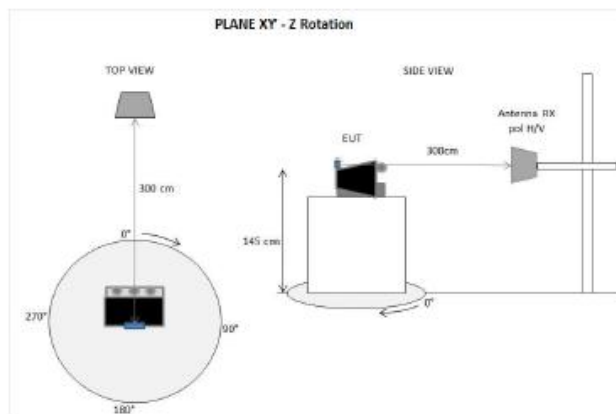 PLANE XY - Z Rotation
TOP VIEW
SIDE VIEW
Antenna RX
pol H/V
EUT
300cm
300 cm
0°
145 cm
270°
90°
0°
180°